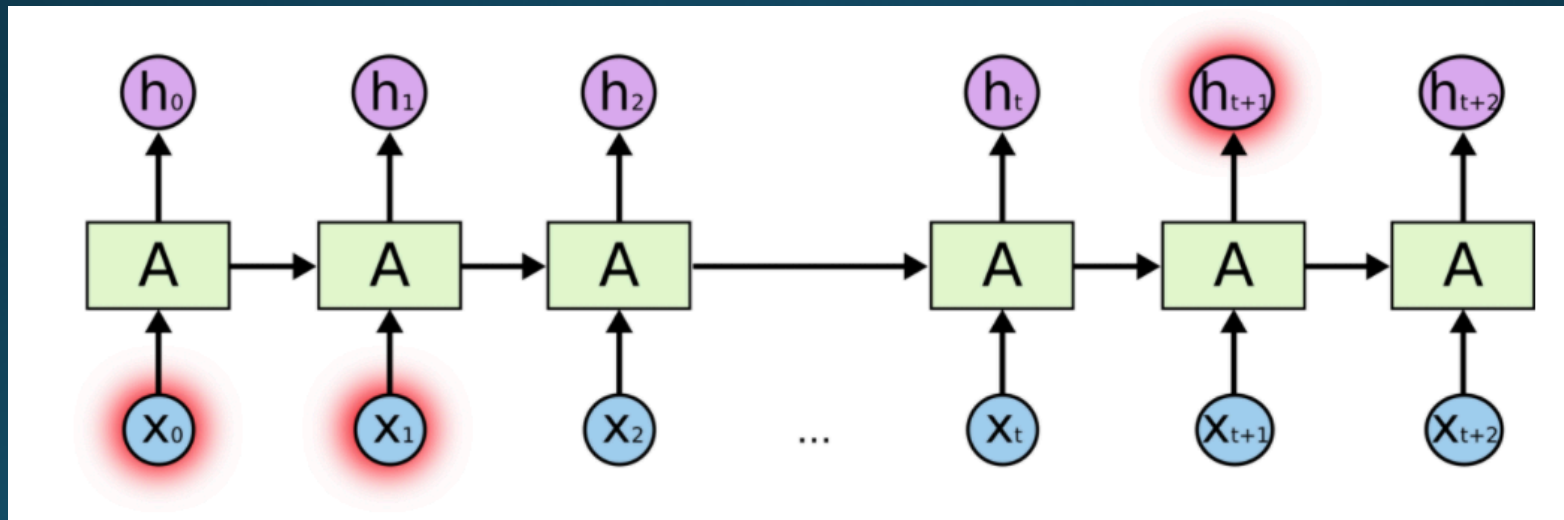 h₀ h₁ h₂ hₜ hₜ₊₁ hₜ₊₂
A A A A A A
x₀ x₁ x₂ ... xₜ xₜ₊₁ xₜ₊₂